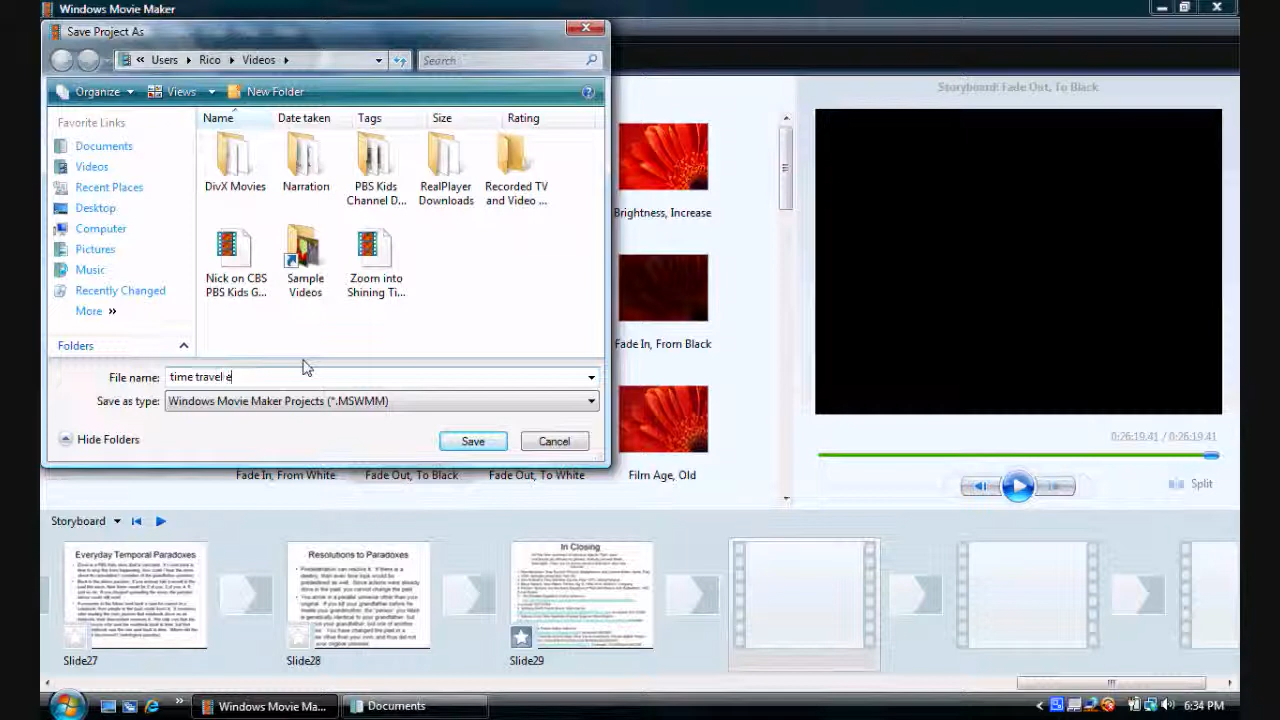 Windows Movie Maker
Save Project As
« Users Rico Videos
Search
Organize Views New Folder
Storyboard! Fade Out, To Black
Favorite Links
Documents
Videos
Recent Places
Desktop
Computer
Pictures
Music
Recently Changed
More »
Folders
Name Date taken Tags Size Rating
DivX Movies
Narration
PBS Kids
Channel D...
RealPlayer
Downloads
Recorded TV
and Video ...
Nick on CBS
PBS Kids G...
Sample
Videos
Zoom into
Shining Ti...
File name: time travel e
Save as type: Windows Movie Maker Projects (*.MSWMM)
Hide Folders
Save
Cancel
Brightness, Increase
Fade In, From Black
Fade In, From White
Fade Out, To Black
Fade Out, To White
Film Age, Old
0:26:19.41 / 0:26:19.41
Split
Storyboard
Everyday Temporal Paradoxes
Slide27
Resolutions to Paradoxes
Slide28
In Closing
Slide29
Windows Movie Ma...
Documents
6:34 PM